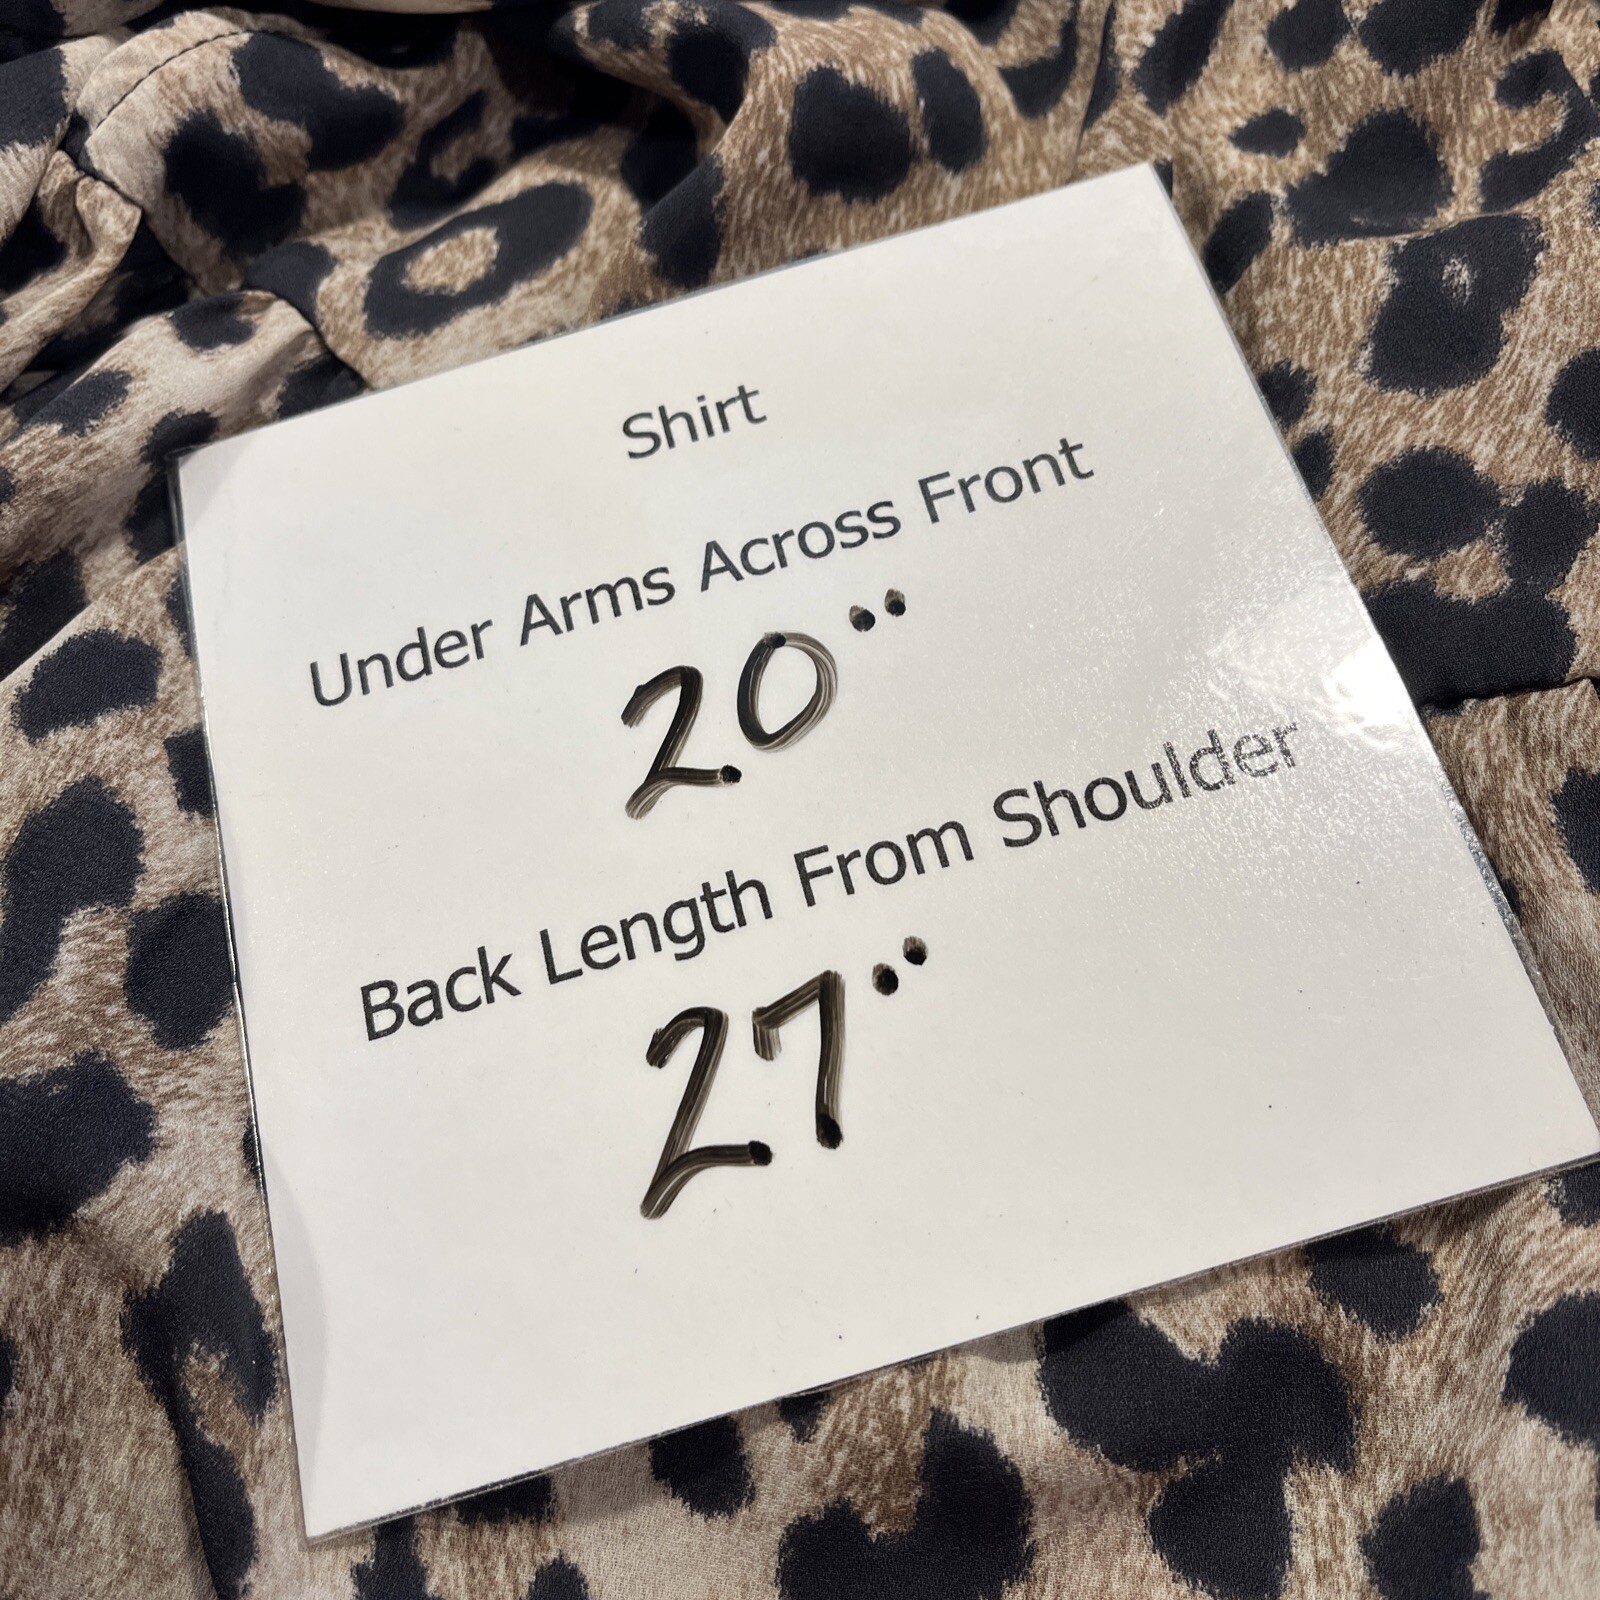 Shirt
Under Arms Across Front
20"
Back Length From Shoulder
27"